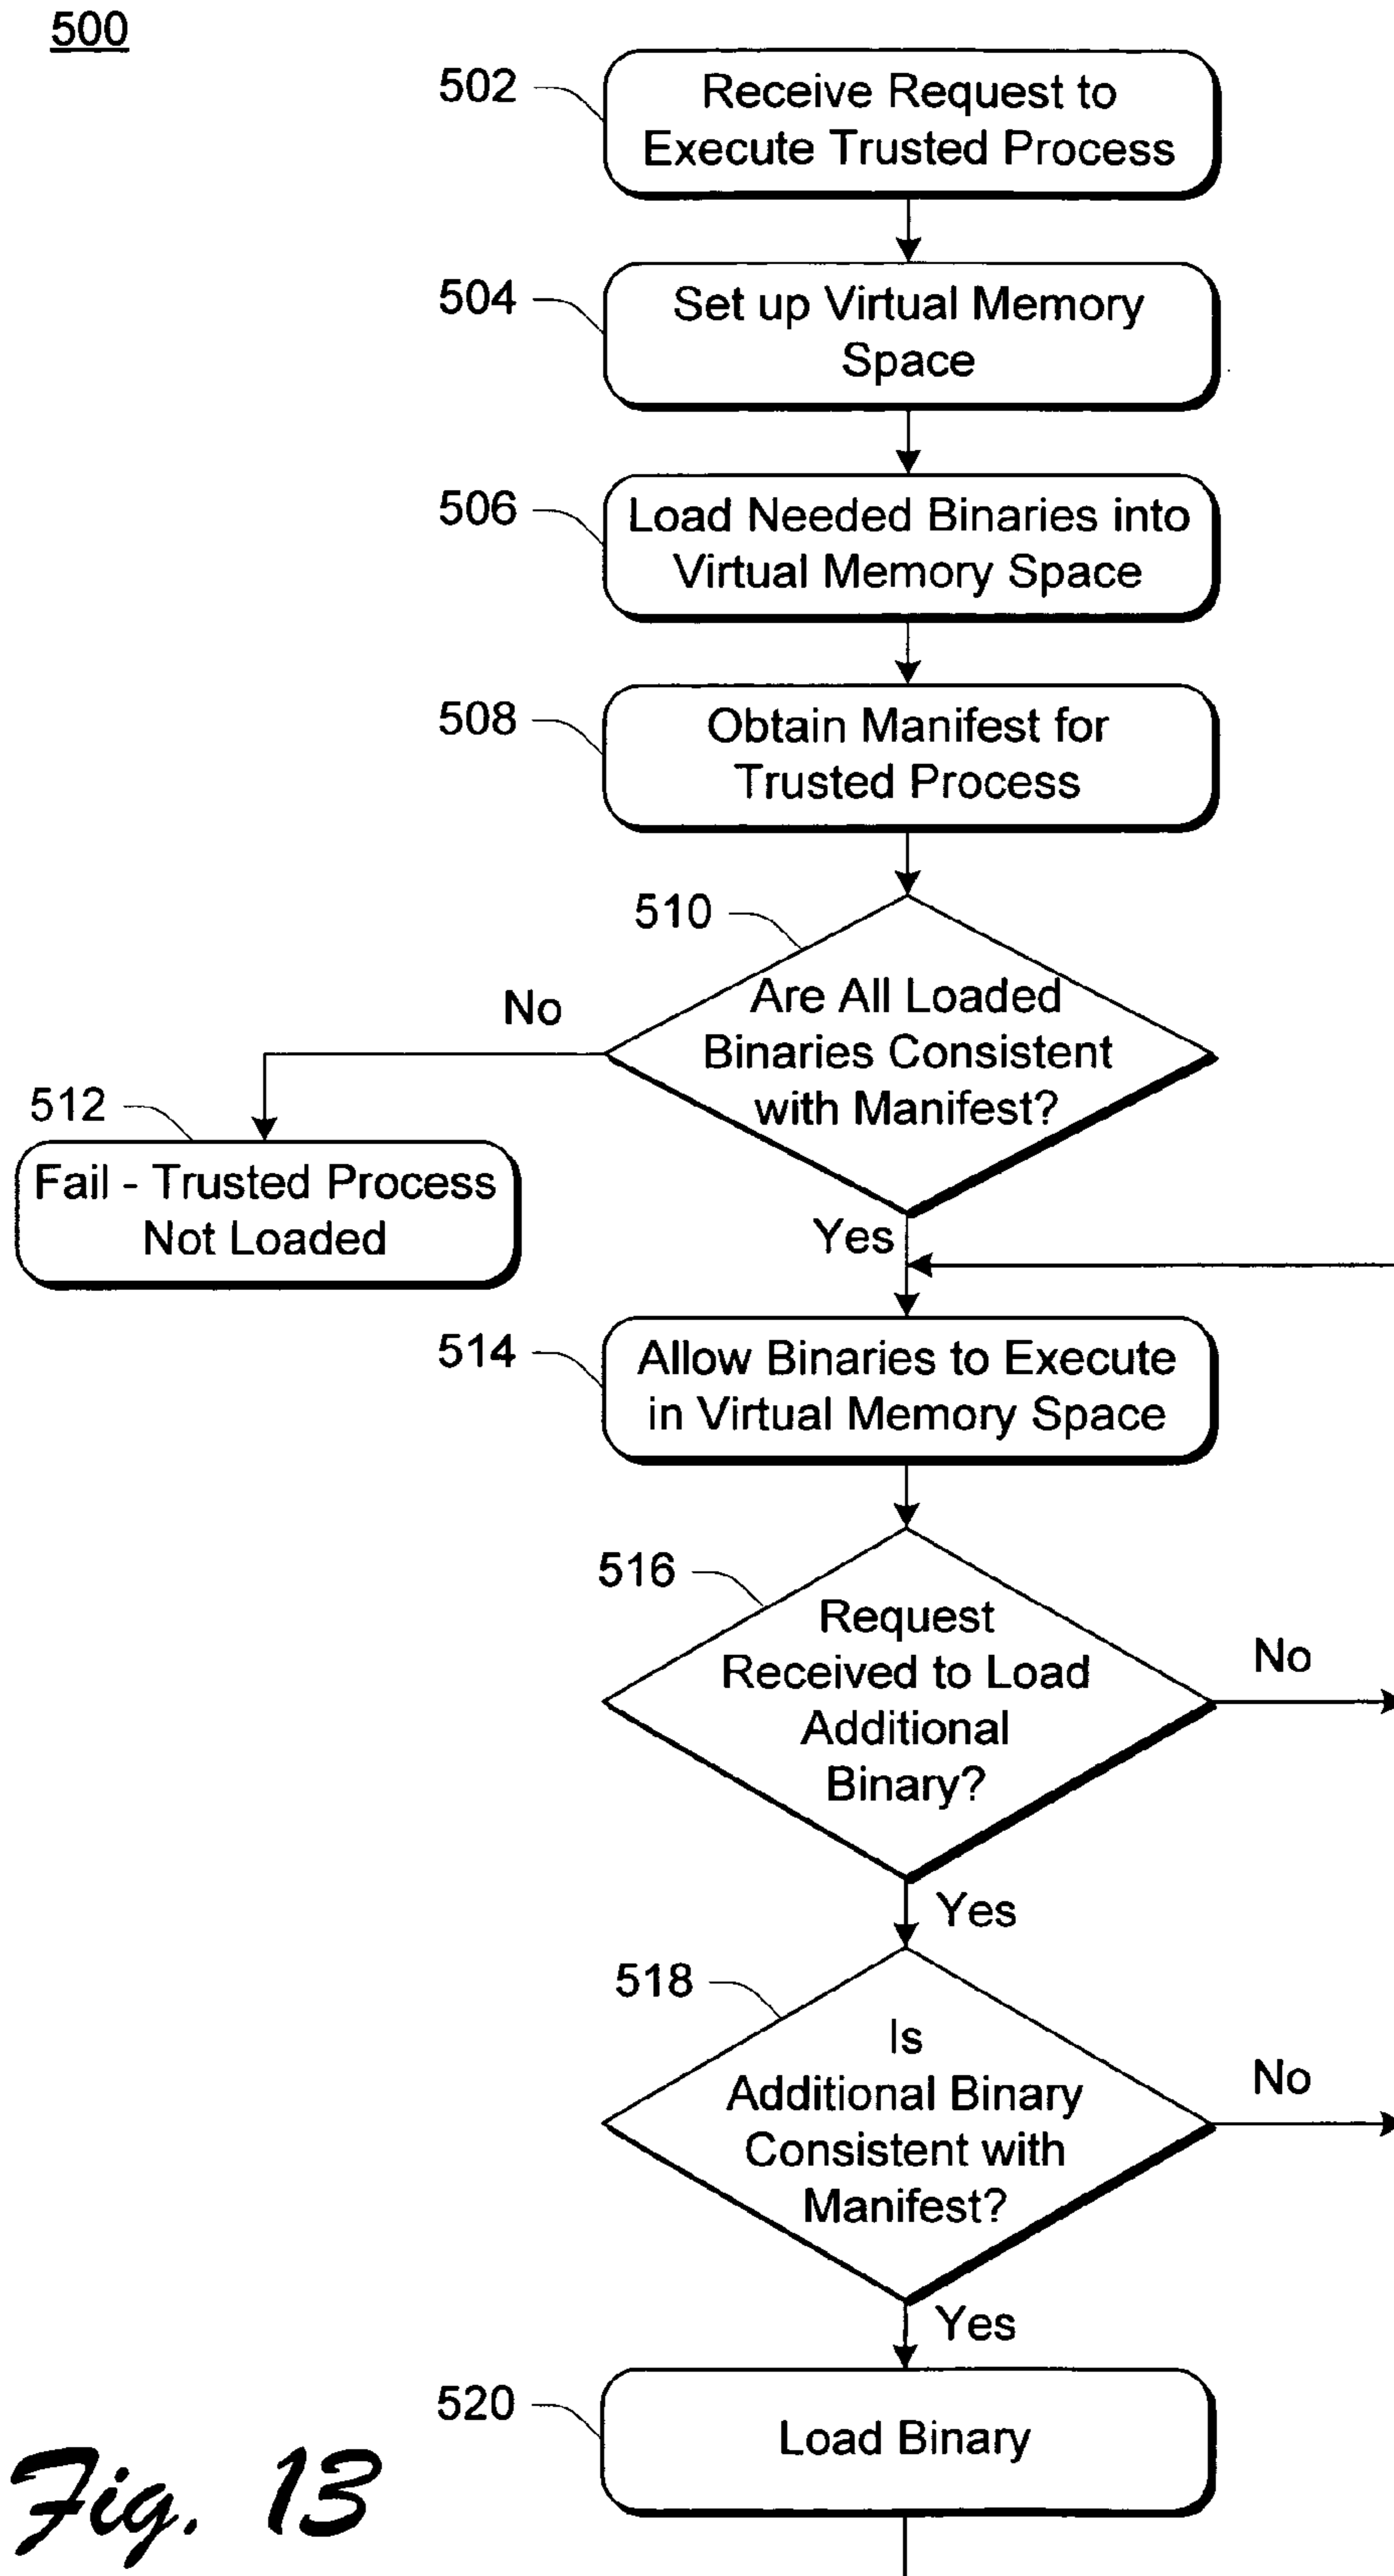 500
502
Receive Request to
Execute Trusted Process
504
Set up Virtual Memory
Space
506
Load Needed Binaries into
Virtual Memory Space
508
Obtain Manifest for
Trusted Process
510
Are All Loaded
Binaries Consistent
with Manifest?
No
512
Fail - Trusted Process
Not Loaded
Yes
514
Allow Binaries to Execute
in Virtual Memory Space
516
Request
Received to Load
Additional
Binary?
No
Yes
518
Is
Additional Binary
Consistent with
Manifest?
No
Yes
520
Load Binary
Fig. 13